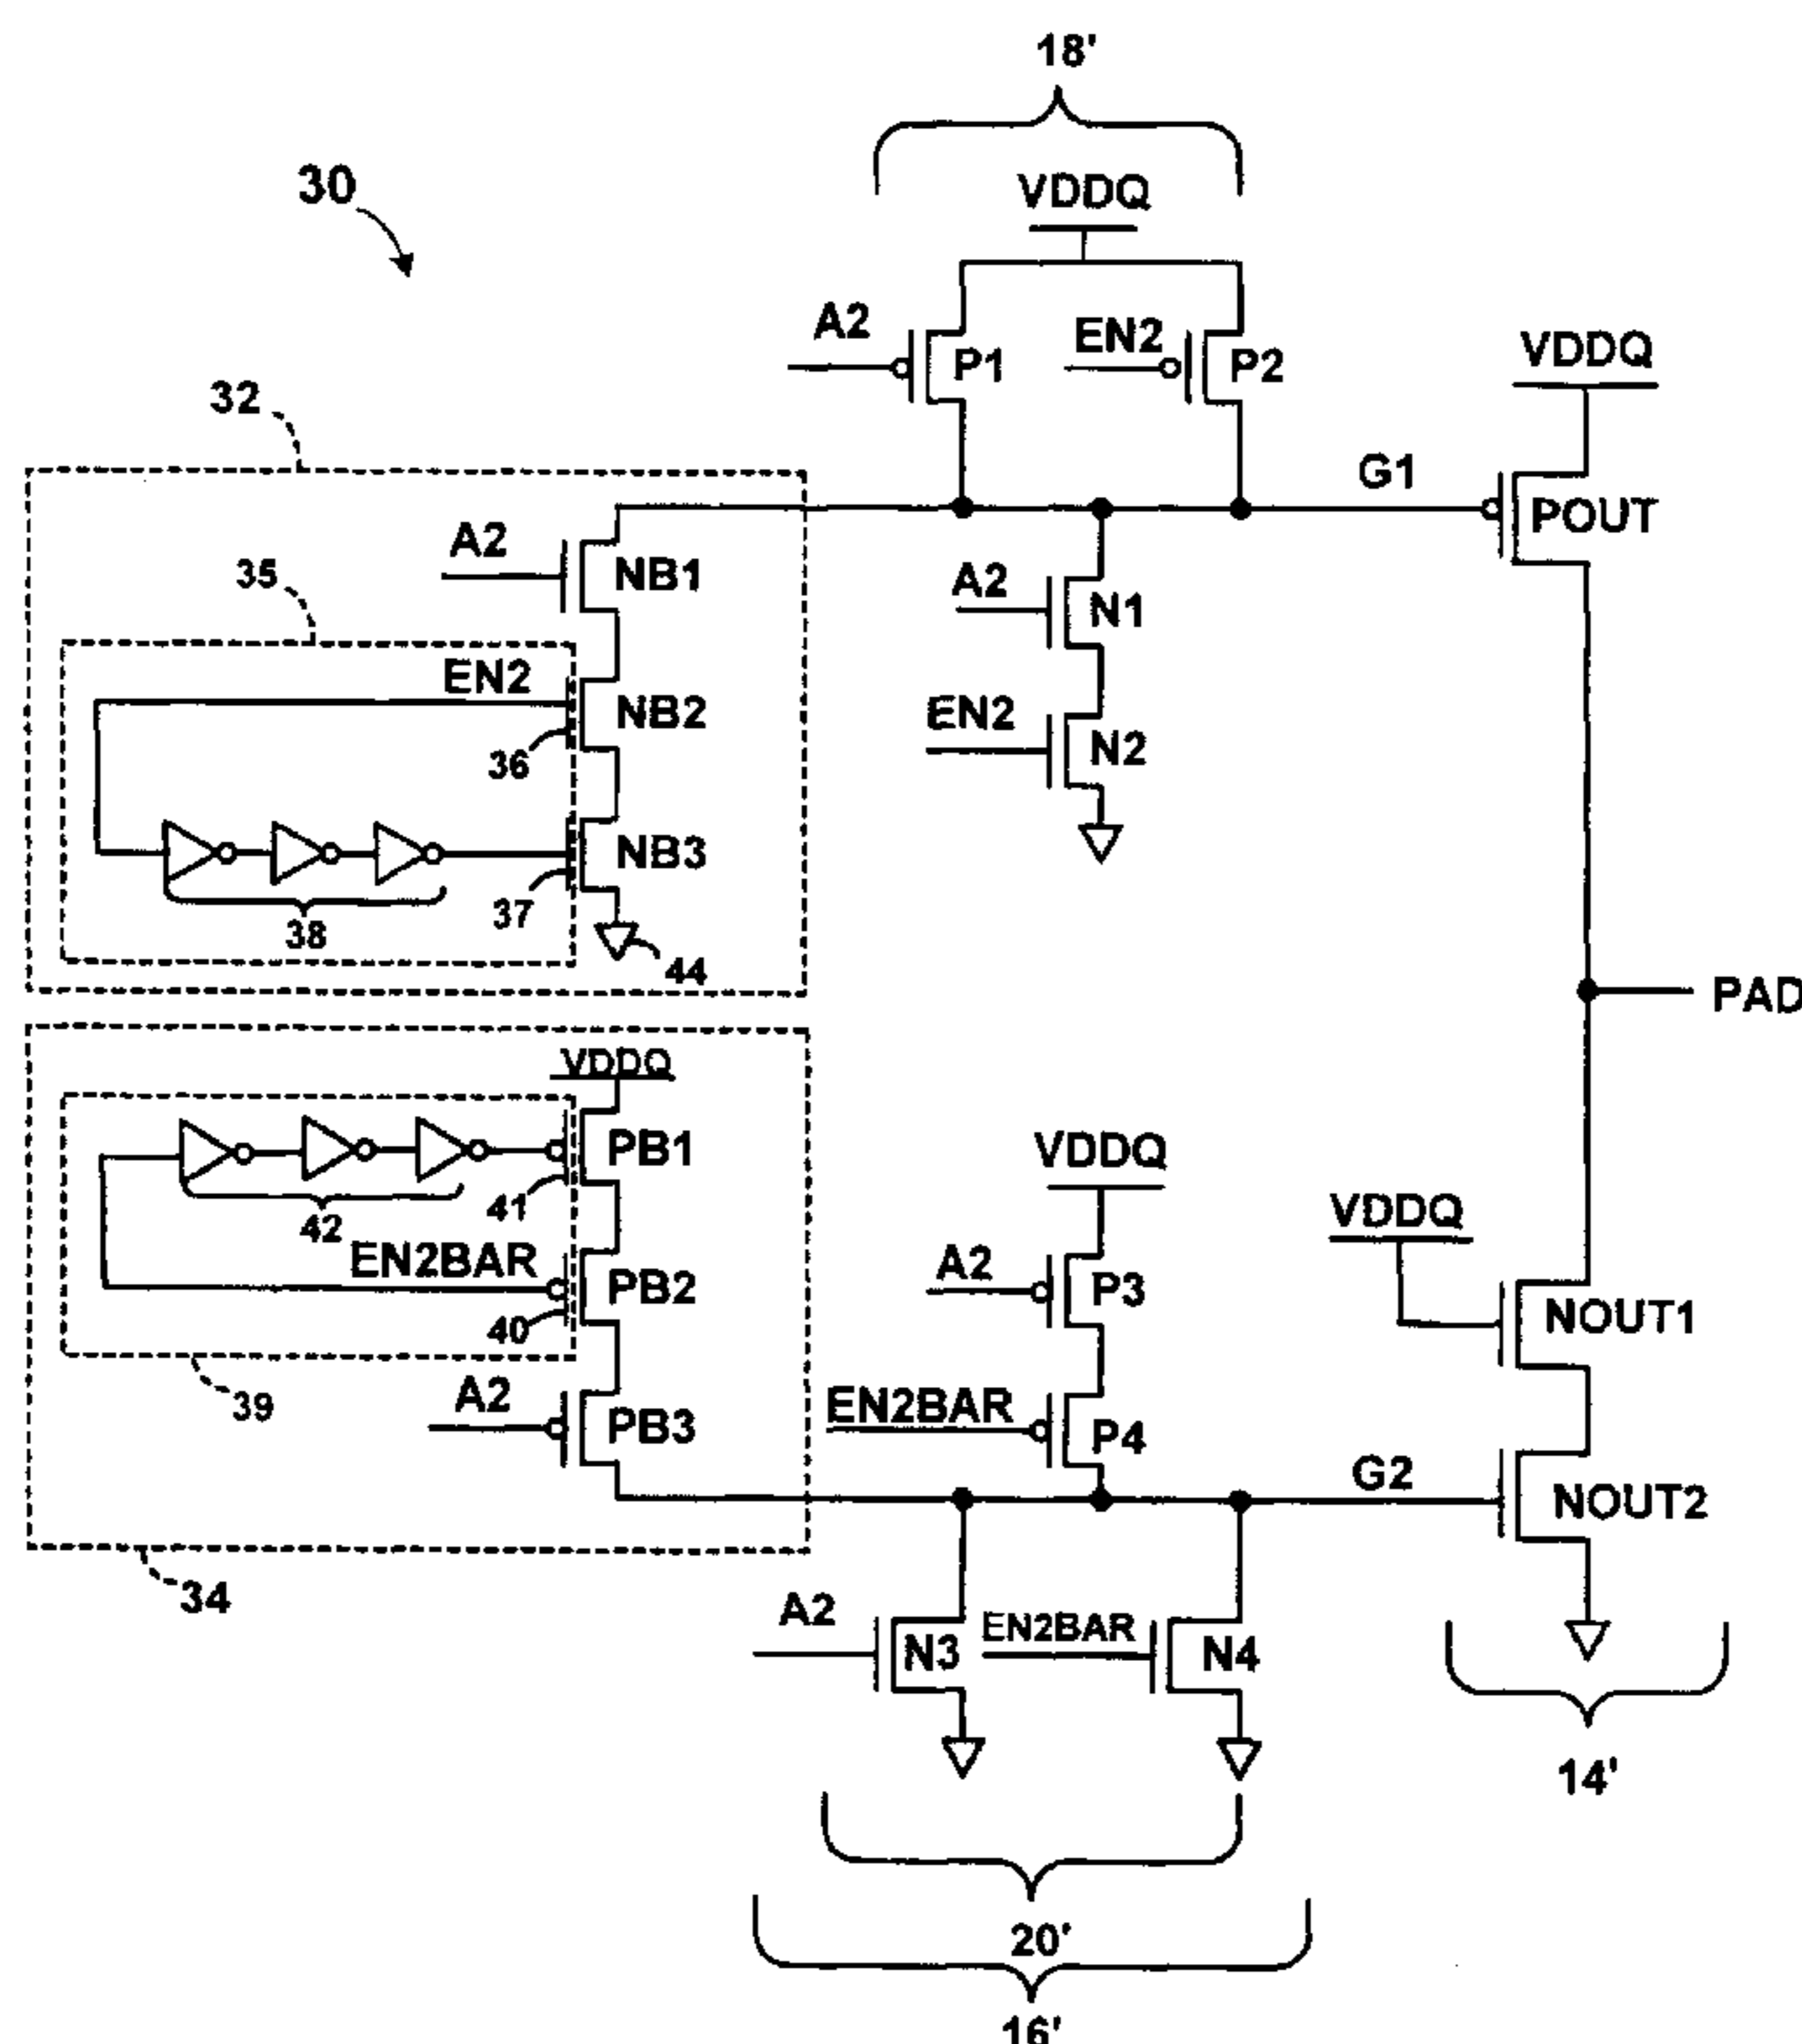 18'
30
VDDQ
A2
P1
EN2
P2
VDDQ
32
G1
POUT
A2
NB1
35
A2
N1
EN2
NB2
36
EN2
N2
NB3
37
38
44
PAD
VDDQ
PB1
41
42
VDDQ
VDDQ
EN2BAR
PB2
40
A2
P3
NOUT1
39
A2
PB3
EN2BAR
P4
G2
NOUT2
34
A2
N3
EN2BAR
N4
14'
20'
16'